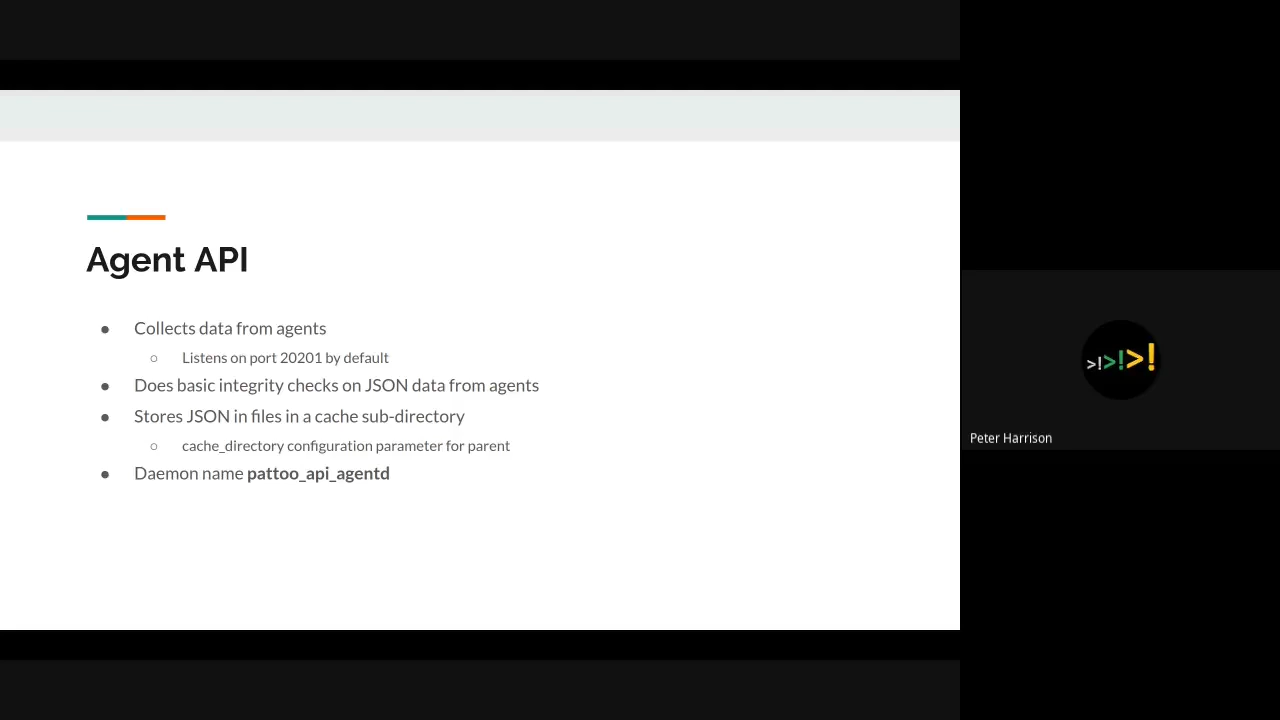 Agent API
● Collects data from agents
○ Listens on port 20201 by default
● Does basic integrity checks on JSON data from agents
● Stores JSON in files in a cache sub-directory
○ cache_directory configuration parameter for parent
● Daemon name pattoo_api_agentd
>!>!>!
Peter Harrison